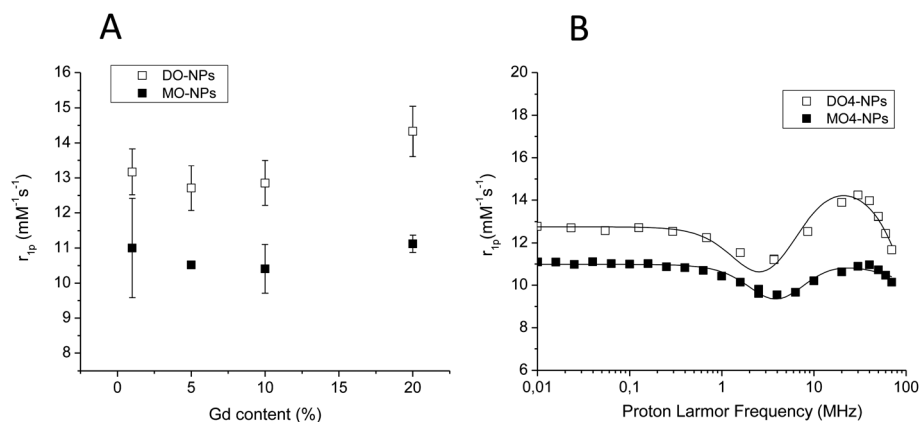 A
16
15
14
13
12
11
10
9
8
r1p (mM-1s-1)
DO-NPs
MO-NPs
0
5
10
15
20
Gd content (%)
B
20
18
16
14
12
10
8
6
r1p (mM-1s-1)
DO4-NPs
MO4-NPs
0,01
0,1
1
10
100
Proton Larmor Frequency (MHz)